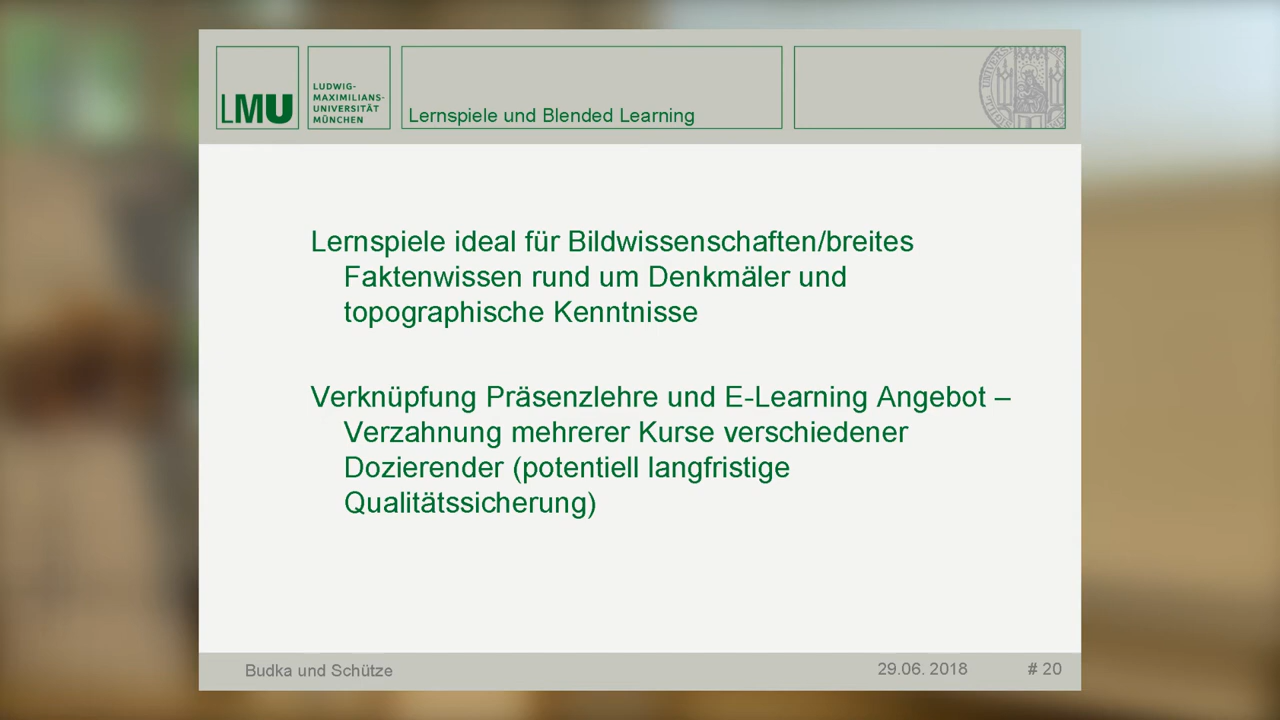 LMU
LUDWIG-
MAXIMILIANS-
UNIVERSITÄT
MÜNCHEN
Lernspiele und Blended Learning
Lernspiele ideal für Bildwissenschaften/breites
Faktenwissen rund um Denkmäler und
topographische Kenntnisse
Verknüpfung Präsenzlehre und E-Learning Angebot –
Verzahnung mehrerer Kurse verschiedener
Dozierender (potentiell langfristige
Qualitätssicherung)
Budka und Schütze
29.06. 2018
# 20